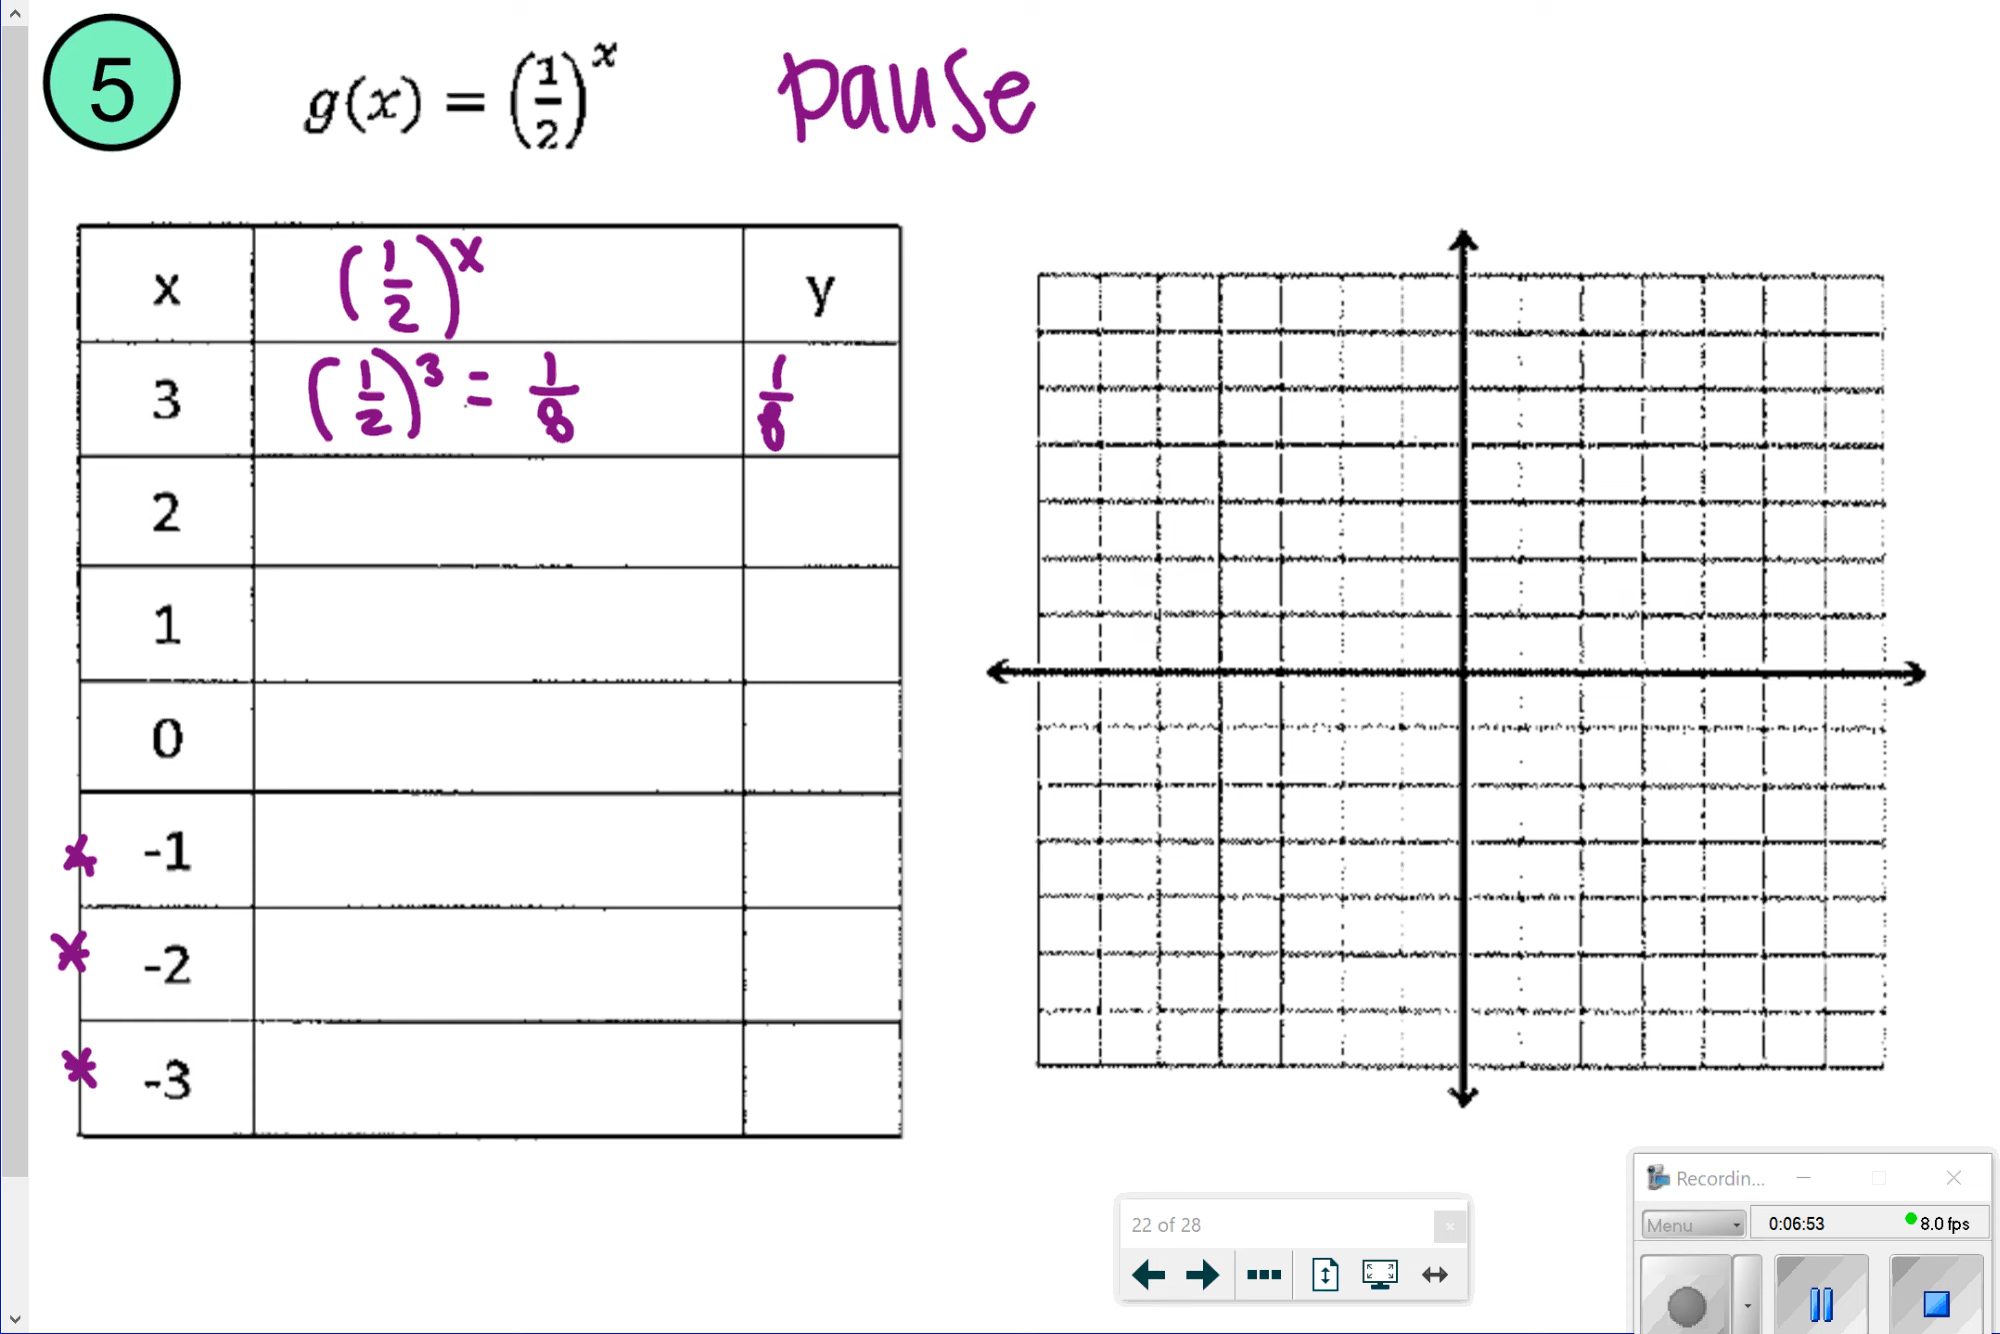 5
g(x) = (1/2)^x
pause
x (1/2)^x y
3 (1/2)^3 = 1/8 1/8
2
1
0
* -1
* -2
* -3
22 of 28
Recordin...
Menu 0:06:53 8.0 fps